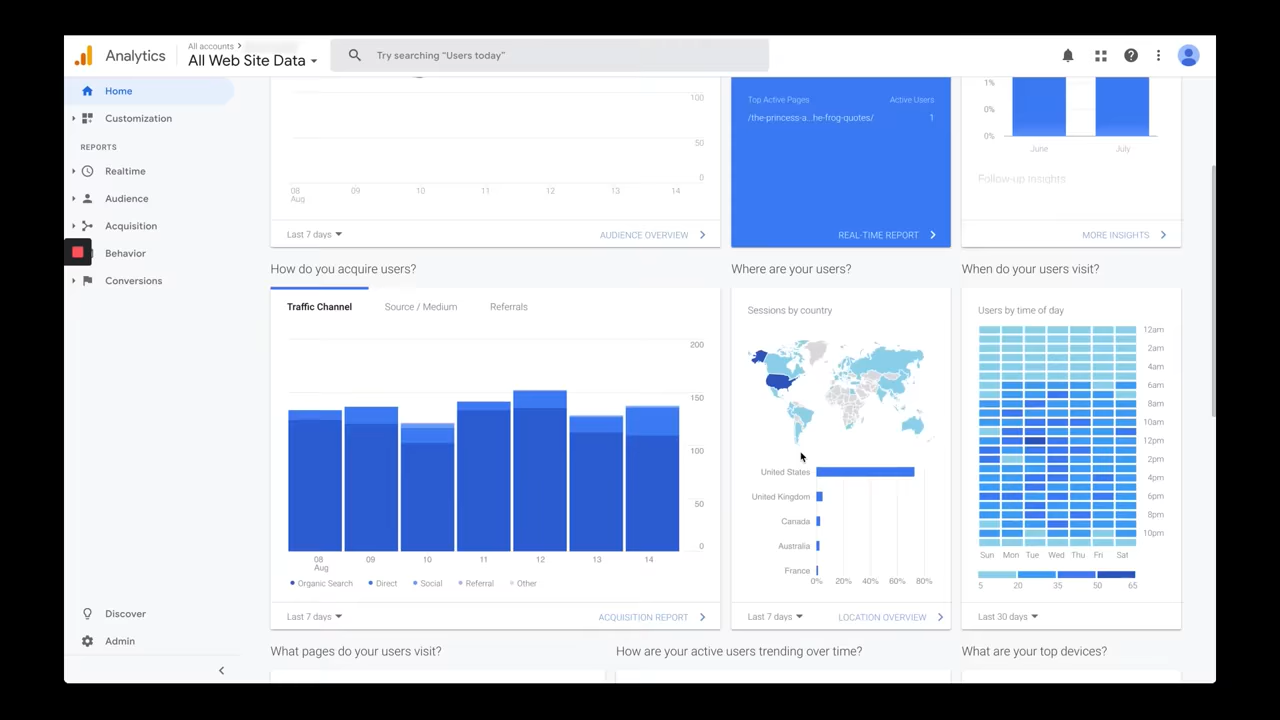 Analytics
All accounts >
All Web Site Data
Try searching “Users today”
Home
Customization
REPORTS
Realtime
Audience
Acquisition
Behavior
Conversions
Discover
Admin
100
50
0
08 09 10 11 12 13 14
Aug
Last 7 days
AUDIENCE OVERVIEW
Top Active Pages Active Users
/the-princess-a...he-frog-quotes/ 1
REAL-TIME REPORT
1%
0%
0%
June July
Follow-up Insights
MORE INSIGHTS
How do you acquire users?
Traffic Channel Source / Medium Referrals
200
150
100
50
0
08 09 10 11 12 13 14
Aug
Organic Search Direct Social Referral Other
Last 7 days
ACQUISITION REPORT
Where are your users?
Sessions by country
United States
United Kingdom
Canada
Australia
France
0% 20% 40% 60% 80%
Last 7 days
LOCATION OVERVIEW
When do your users visit?
Users by time of day
12am
2am
4am
6am
8am
10am
12pm
2pm
4pm
6pm
8pm
10pm
Sun Mon Tue Wed Thu Fri Sat
5 20 35 50 65
Last 30 days
What pages do your users visit?
How are your active users trending over time?
What are your top devices?